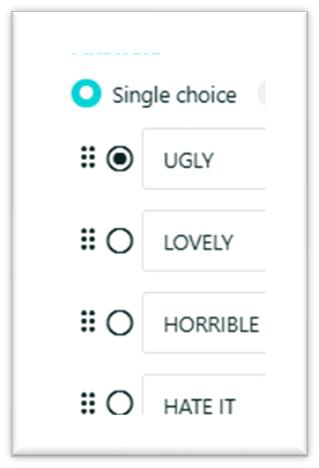 Single choice
UGLY
LOVELY
HORRIBLE
HATE IT